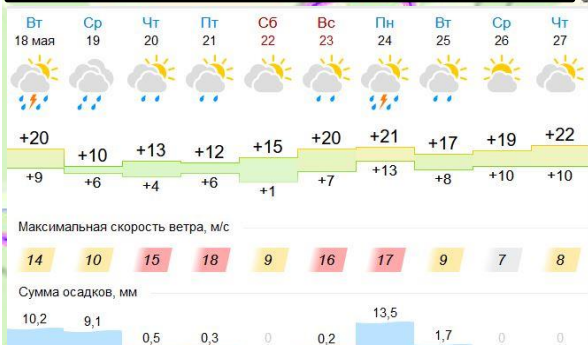 Вт Ср Чт Пт Сб Вс Пн Вт Ср Чт
18 мая 19 20 21 22 23 24 25 26 27
+20 +10 +13 +12 +15 +20 +21 +17 +19 +22
+9 +6 +4 +6 +1 +7 +13 +8 +10 +10
Максимальная скорость ветра, м/с
14 10 15 18 9 16 17 9 7 8
Сумма осадков, мм
10,2 9,1 0,5 0,3 0 0,2 13,5 1,7 0 0